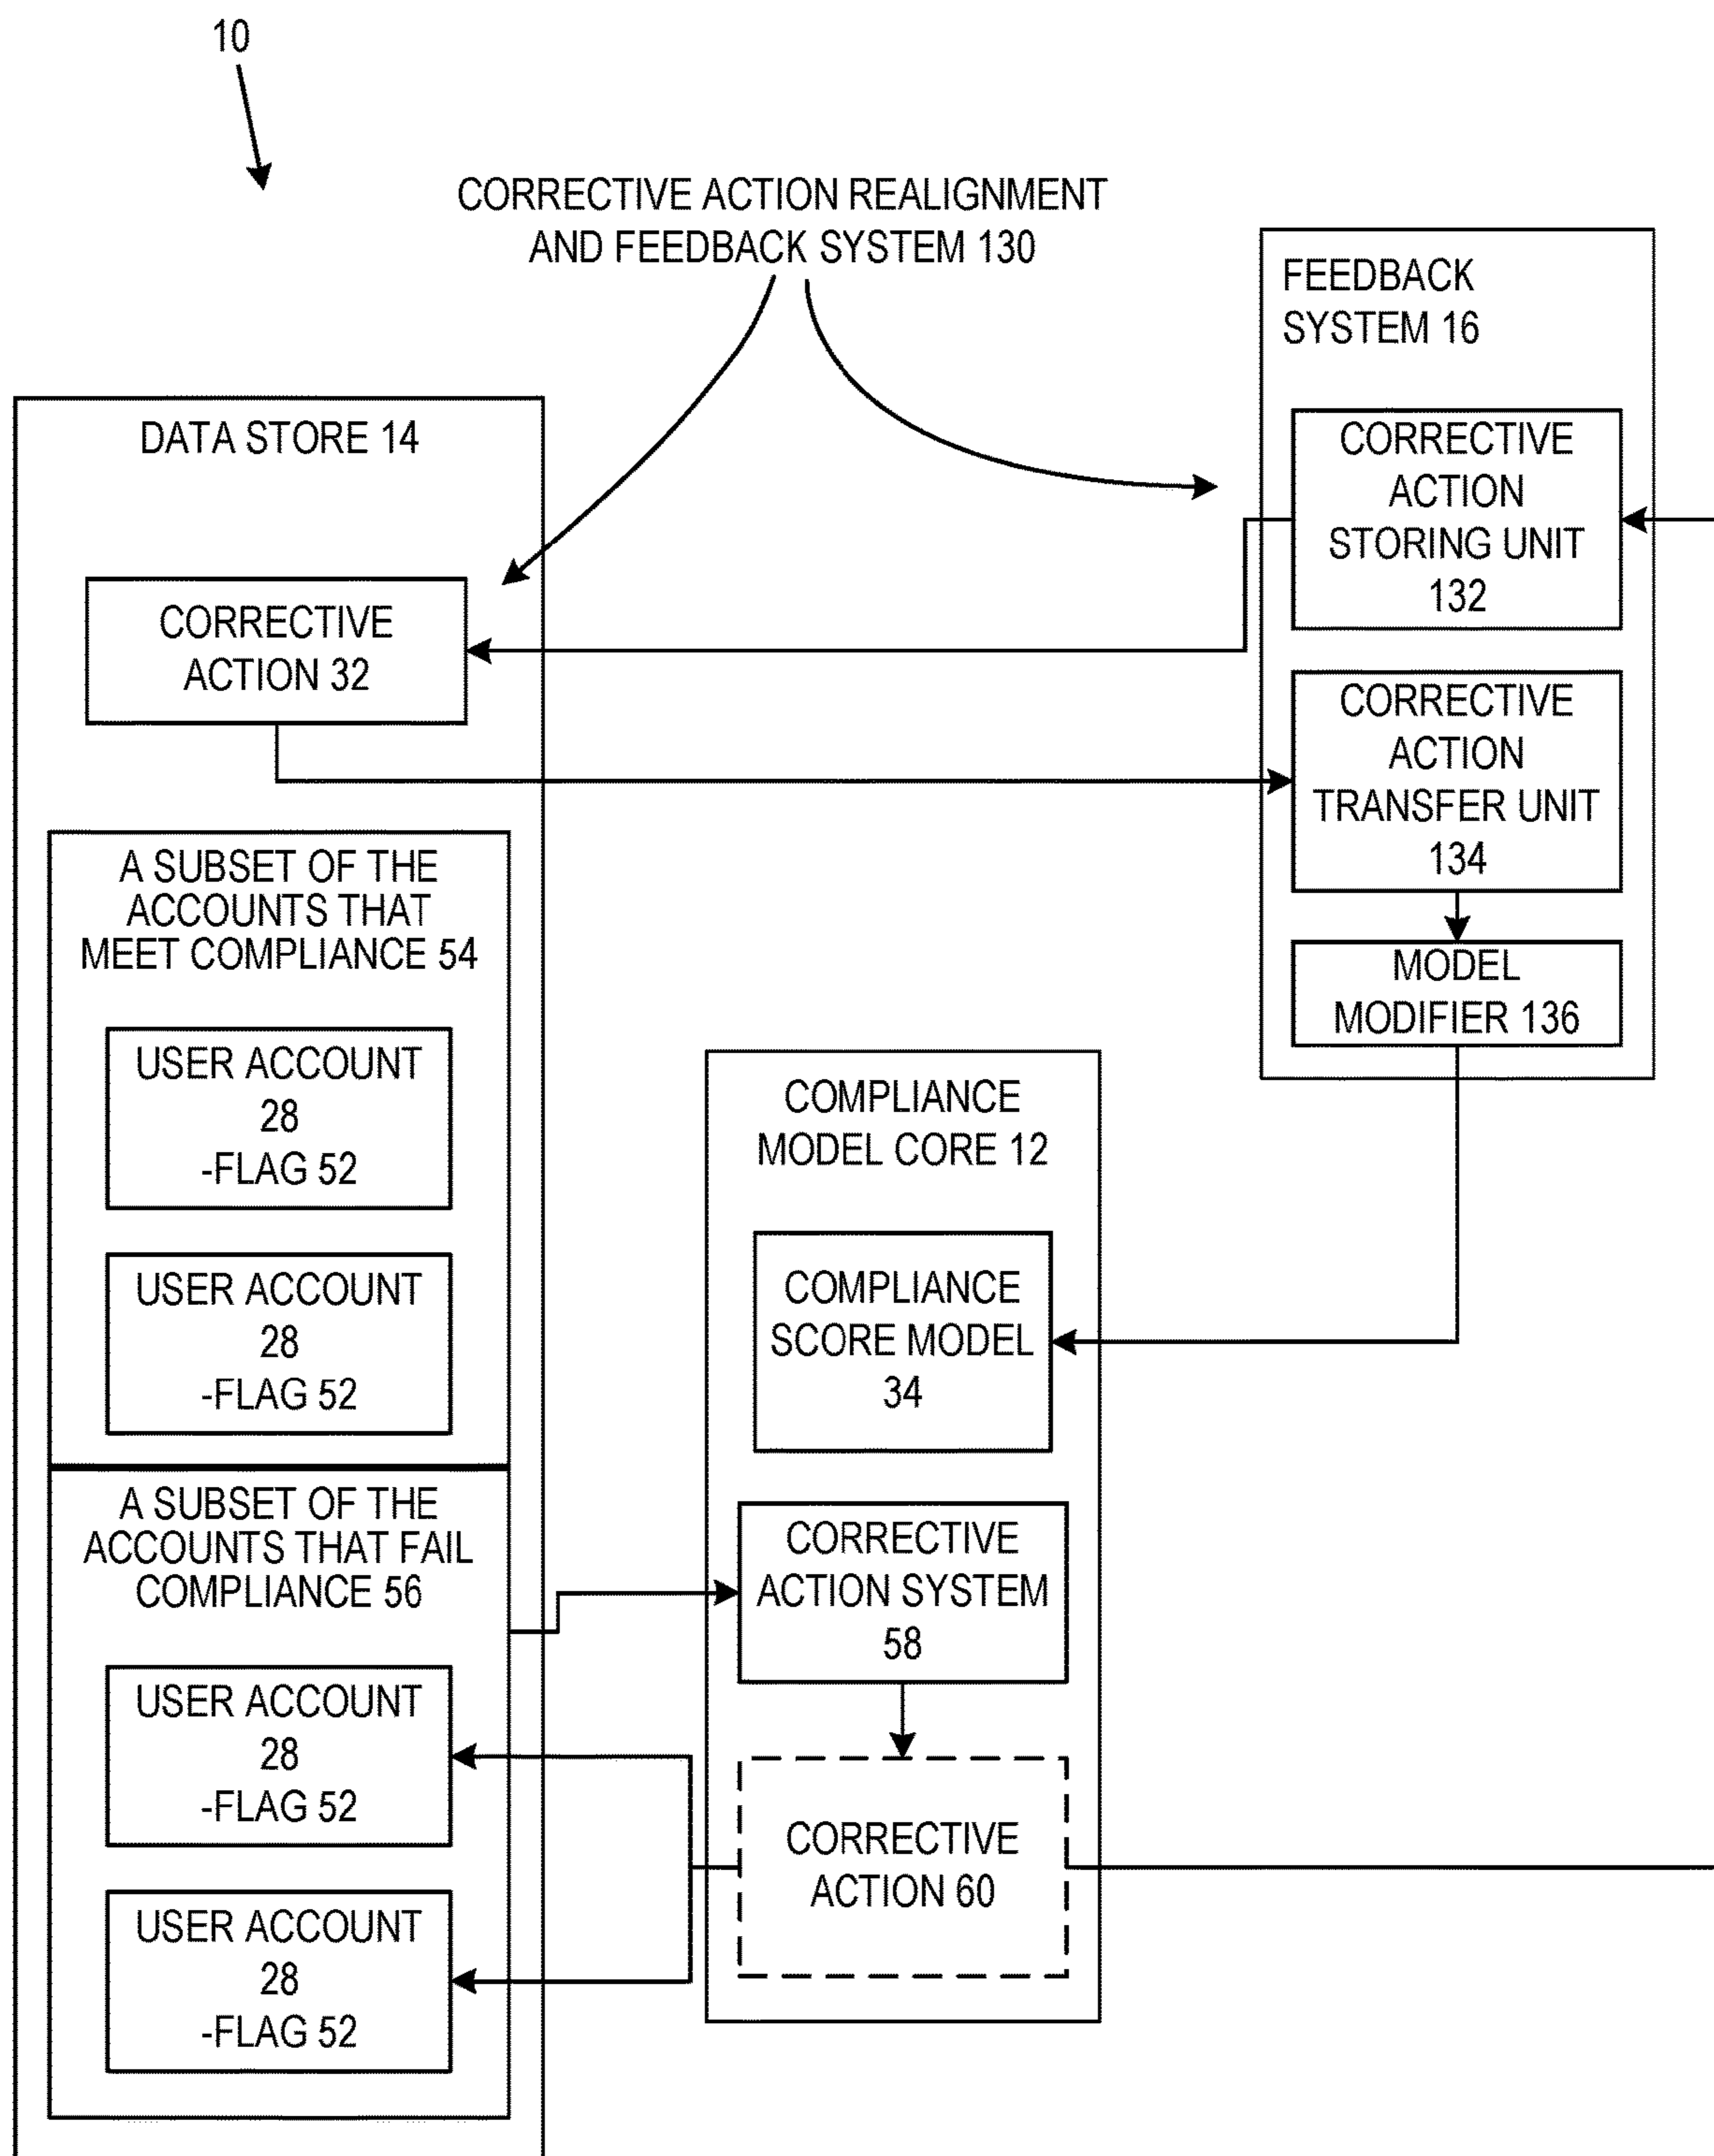 10
CORRECTIVE ACTION REALIGNMENT
AND FEEDBACK SYSTEM 130
FEEDBACK
SYSTEM 16
CORRECTIVE
ACTION
STORING UNIT
132
CORRECTIVE
ACTION
TRANSFER UNIT
134
MODEL
MODIFIER 136
DATA STORE 14
CORRECTIVE
ACTION 32
A SUBSET OF THE
ACCOUNTS THAT
MEET COMPLIANCE 54
USER ACCOUNT
28
-FLAG 52
USER ACCOUNT
28
-FLAG 52
A SUBSET OF THE
ACCOUNTS THAT FAIL
COMPLIANCE 56
USER ACCOUNT
28
-FLAG 52
USER ACCOUNT
28
-FLAG 52
COMPLIANCE
MODEL CORE 12
COMPLIANCE
SCORE MODEL
34
CORRECTIVE
ACTION SYSTEM
58
CORRECTIVE
ACTION 60